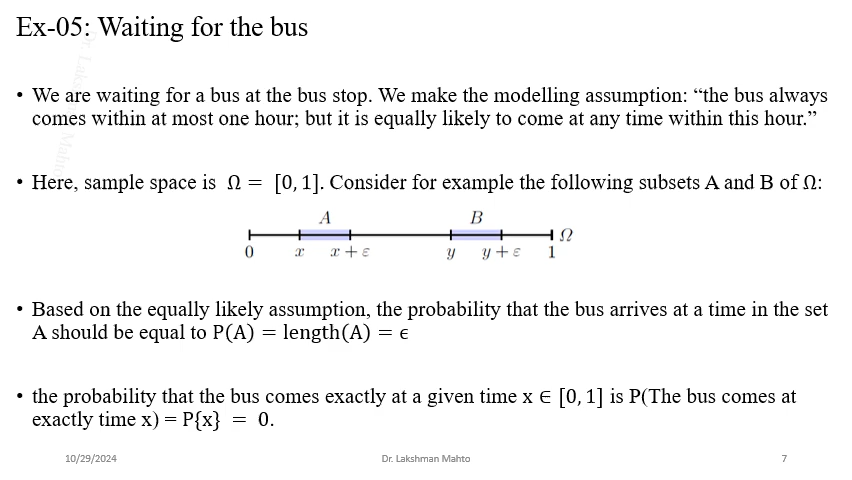 Ex-05: Waiting for the bus
• We are waiting for a bus at the bus stop. We make the modelling assumption: “the bus always
comes within at most one hour; but it is equally likely to come at any time within this hour.”
• Here, sample space is Ω = [0, 1]. Consider for example the following subsets A and B of Ω:
A B
Ω
0 x x + ε y y + ε 1
• Based on the equally likely assumption, the probability that the bus arrives at a time in the set
A should be equal to P(A) = length(A) = ϵ
• the probability that the bus comes exactly at a given time x ∈ [0, 1] is P(The bus comes at
exactly time x) = P{x} = 0.
10/29/2024 Dr. Lakshman Mahto 7